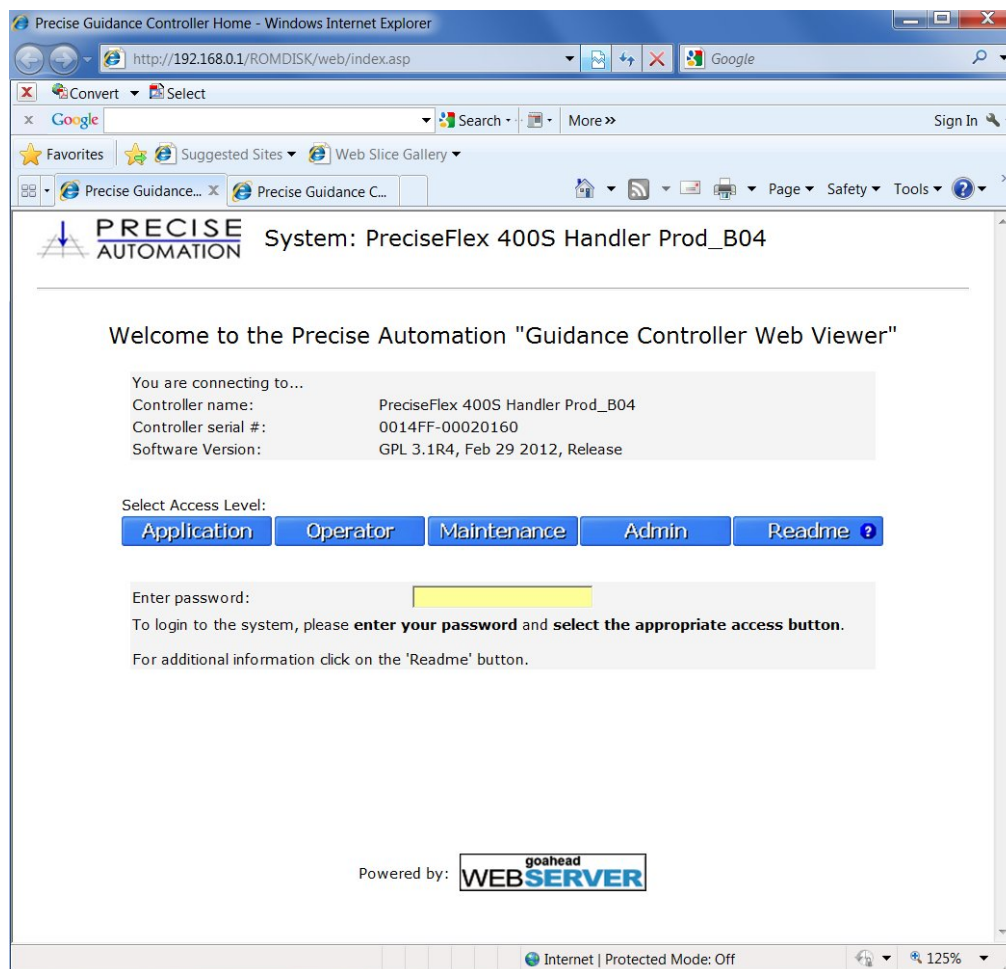 Precise Guidance Controller Home - Windows Internet Explorer
http://192.168.0.1/ROMDISK/web/index.asp Google
x Convert Select
x Google Search More» Sign In
Favorites Suggested Sites Web Slice Gallery
Precise Guidance... X Precise Guidance C... Page Safety Tools
PRECISE AUTOMATION
System: PreciseFlex 400S Handler Prod_B04
Welcome to the Precise Automation "Guidance Controller Web Viewer"
You are connecting to...
Controller name: PreciseFlex 400S Handler Prod_B04
Controller serial #: 0014FF-00020160
Software Version: GPL 3.1R4, Feb 29 2012, Release
Select Access Level:
Application Operator Maintenance Admin Readme ?
Enter password:
To login to the system, please enter your password and select the appropriate access button.
For additional information click on the 'Readme' button.
Powered by: goahead WEBSERVER
Internet | Protected Mode: Off 125%